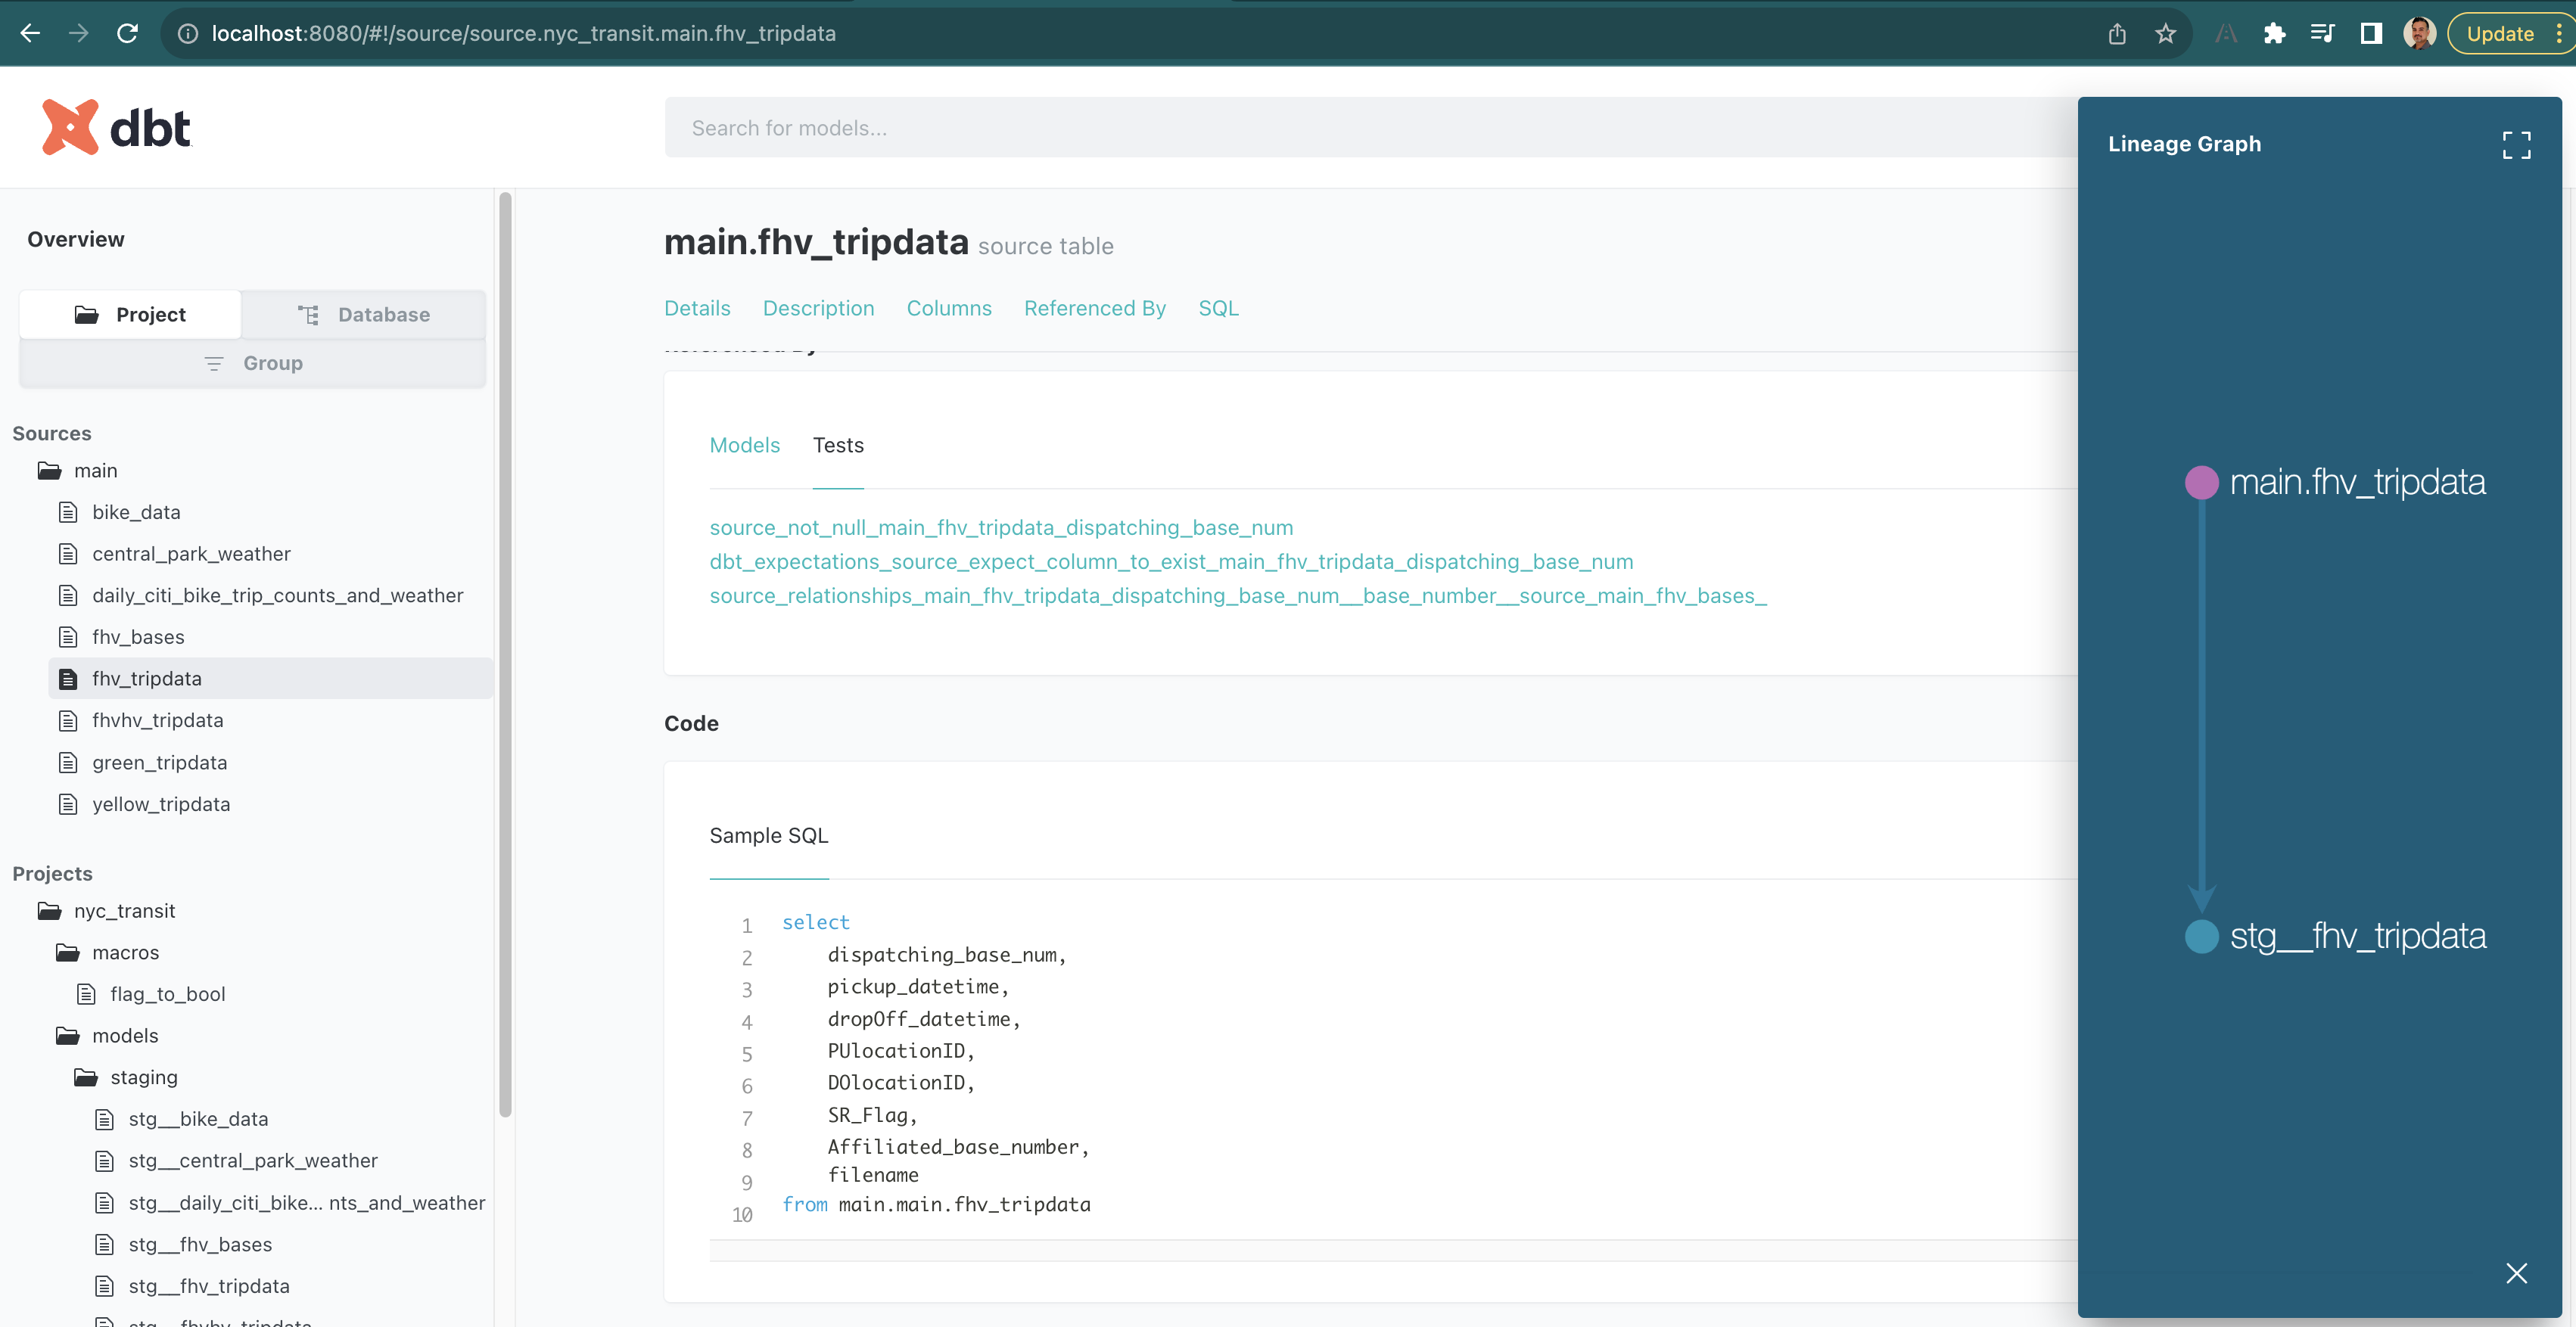 localhost:8080/#!/source/source.nyc_transit.main.fhv_tripdata
Update
dbt
Search for models...
Overview
Project
Database
Group
Sources
main
bike_data
central_park_weather
daily_citi_bike_trip_counts_and_weather
fhv_bases
fhv_tripdata
fhvhv_tripdata
green_tripdata
yellow_tripdata
Projects
nyc_transit
macros
flag_to_bool
models
staging
stg__bike_data
stg__central_park_weather
stg__daily_citi_bike... nts_and_weather
stg__fhv_bases
stg__fhv_tripdata
stg__fhvhv_tripdata
main.fhv_tripdata source table
Details Description Columns Referenced By SQL
Referenced By
Models Tests
source_not_null_main_fhv_tripdata_dispatching_base_num
dbt_expectations_source_expect_column_to_exist_main_fhv_tripdata_dispatching_base_num
source_relationships_main_fhv_tripdata_dispatching_base_num__base_number__source_main_fhv_bases_
Code
Sample SQL
1 select
2 dispatching_base_num,
3 pickup_datetime,
4 dropOff_datetime,
5 PUlocationID,
6 DOlocationID,
7 SR_Flag,
8 Affiliated_base_number,
9 filename
10 from main.main.fhv_tripdata
Lineage Graph
main.fhv_tripdata
stg__fhv_tripdata